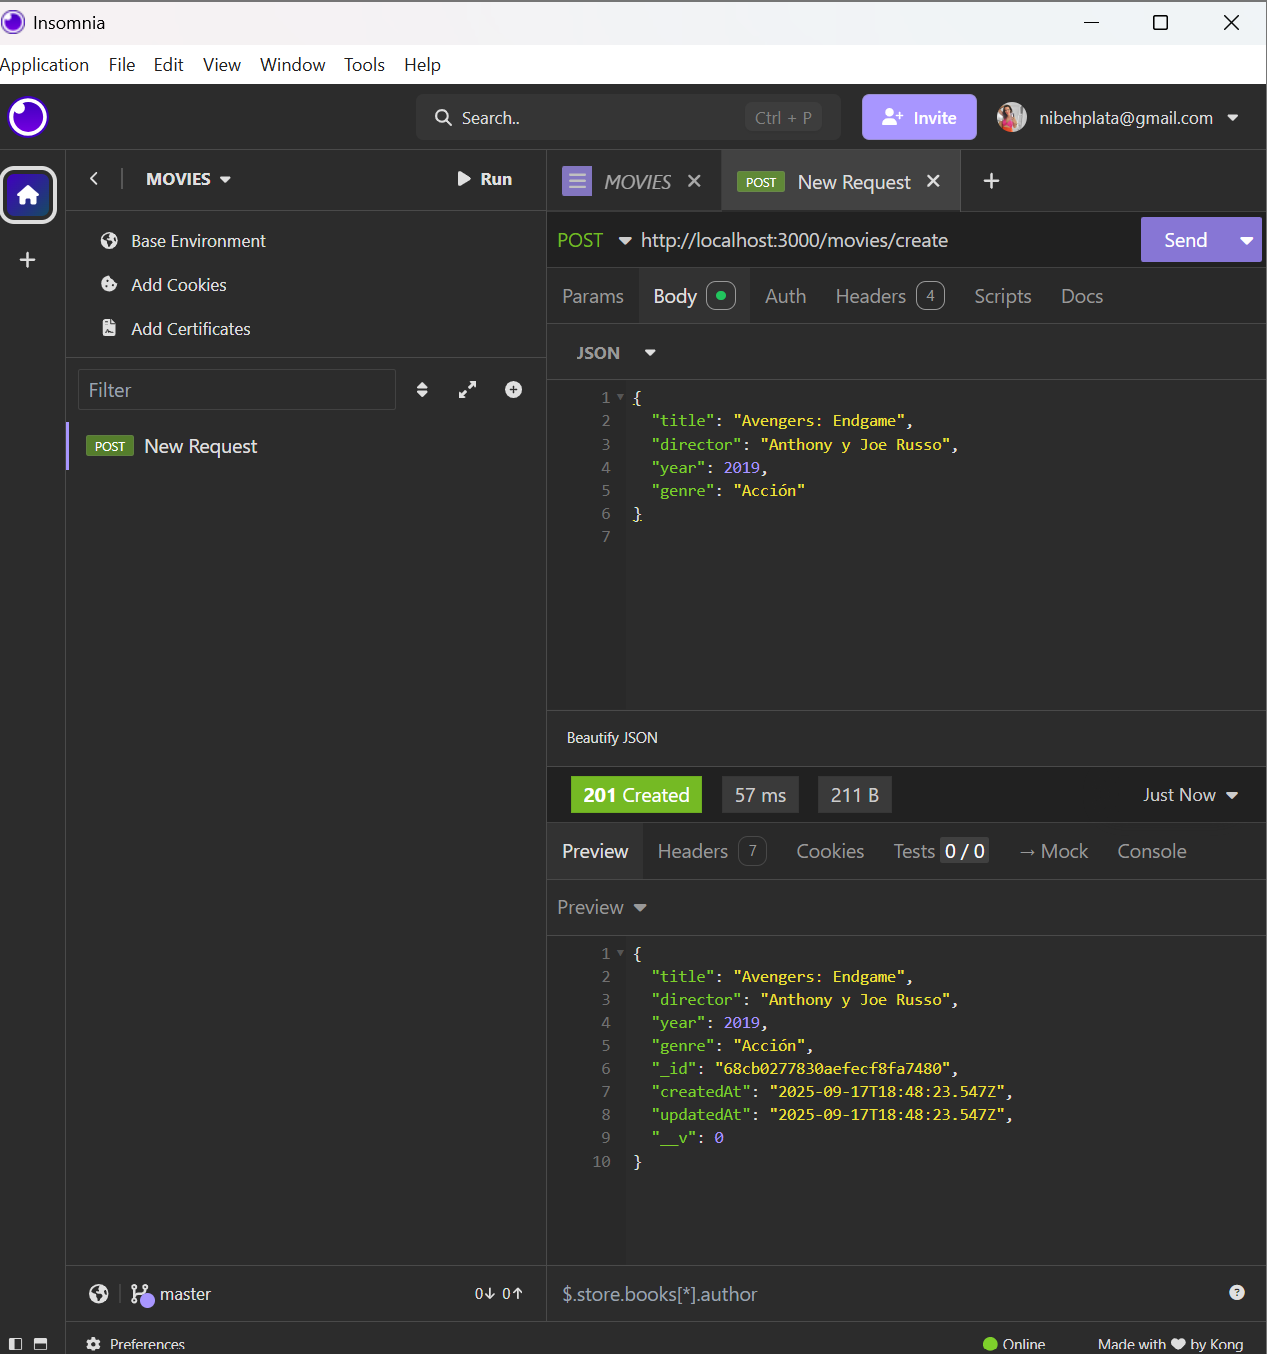 Insomnia
Application File Edit View Window Tools Help
Search.. Ctrl + P Invite nibehplata@gmail.com
MOVIES Run
MOVIES POST New Request
Base Environment
Add Cookies
Add Certificates
Filter
POST New Request
POST http://localhost:3000/movies/create Send
Params Body Auth Headers 4 Scripts Docs
JSON
1 {
2 "title": "Avengers: Endgame",
3 "director": "Anthony y Joe Russo",
4 "year": 2019,
5 "genre": "Acción"
6 }
7
Beautify JSON
201 Created 57 ms 211 B Just Now
Preview Headers 7 Cookies Tests 0 / 0 → Mock Console
Preview
1 {
2 "title": "Avengers: Endgame",
3 "director": "Anthony y Joe Russo",
4 "year": 2019,
5 "genre": "Acción",
6 "_id": "68cb0277830aefecf8fa7480",
7 "createdAt": "2025-09-17T18:48:23.547Z",
8 "updatedAt": "2025-09-17T18:48:23.547Z",
9 "__v": 0
10 }
master 0↓ 0↑
$.store.books[*].author ?
Preferences Online Made with ♥ by Kong